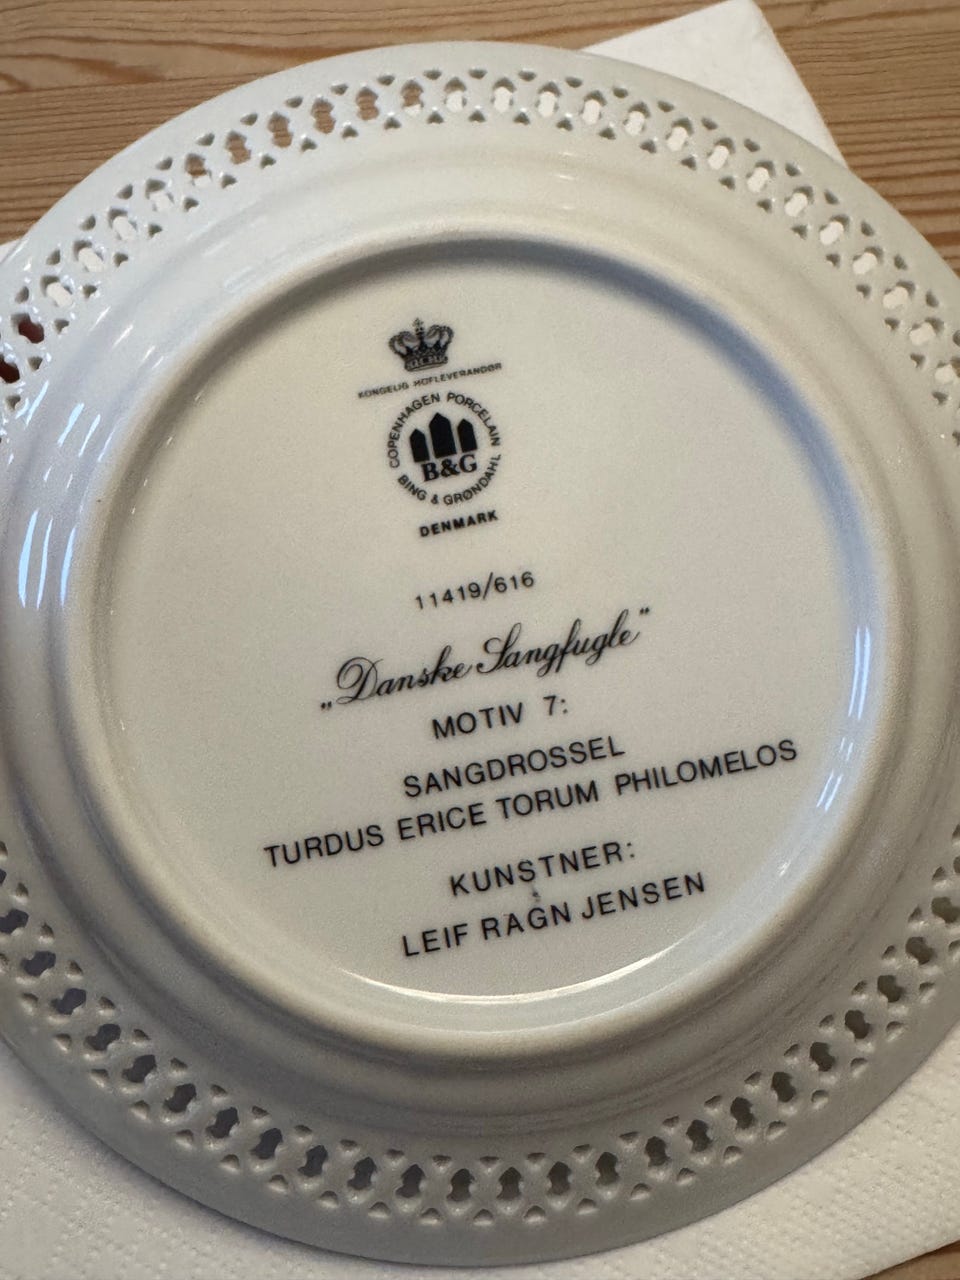 KONGELIG HOFLEVERANDØR
COPENHAGEN PORCELAIN
B&G
BING & GRØNDAHL
DENMARK
11419/616
„Danske Sangfugle”
MOTIV 7:
SANGDROSSEL
TURDUS ERICE TORUM PHILOMELOS
KUNSTNER:
LEIF RAGN JENSEN